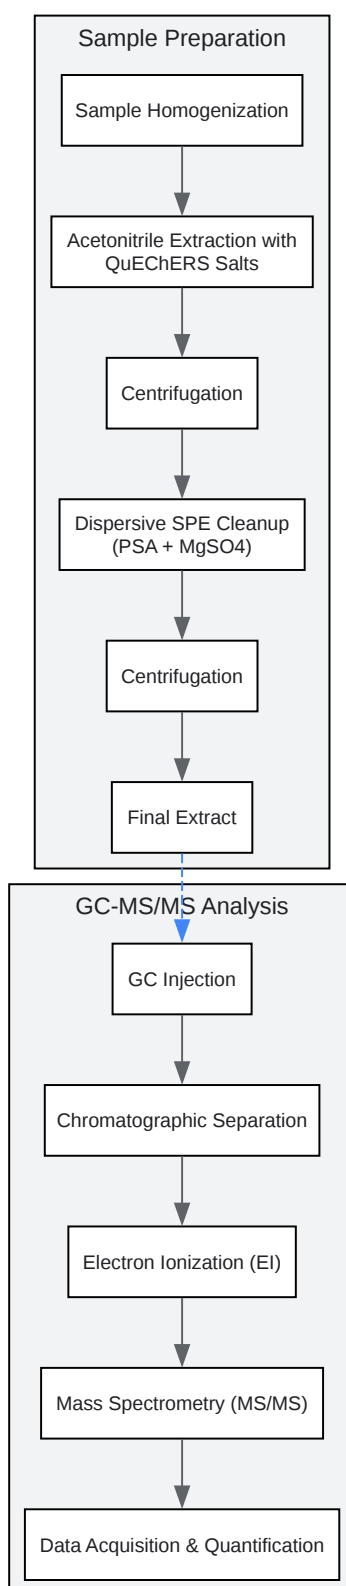 Sample Preparation
Sample Homogenization
Acetonitrile Extraction with
QuEChERS Salts
Centrifugation
Dispersive SPE Cleanup
(PSA + MgSO4)
Centrifugation
Final Extract
GC-MS/MS Analysis
GC Injection
Chromatographic Separation
Electron Ionization (EI)
Mass Spectrometry (MS/MS)
Data Acquisition & Quantification